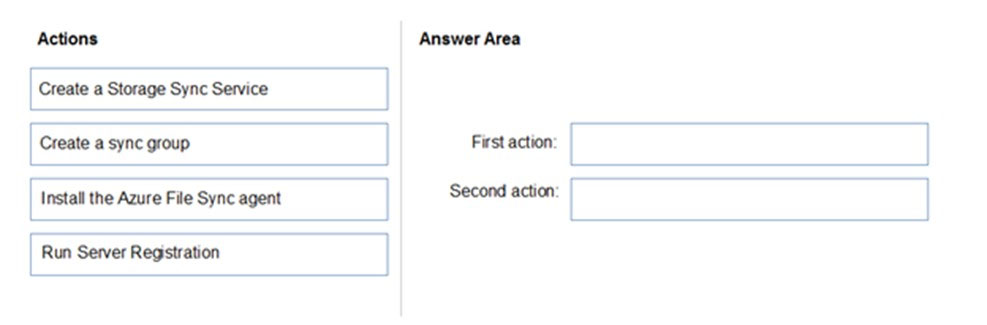 Actions
Create a Storage Sync Service
Create a sync group
Install the Azure File Sync agent
Run Server Registration
Answer Area
First action:
Second action: